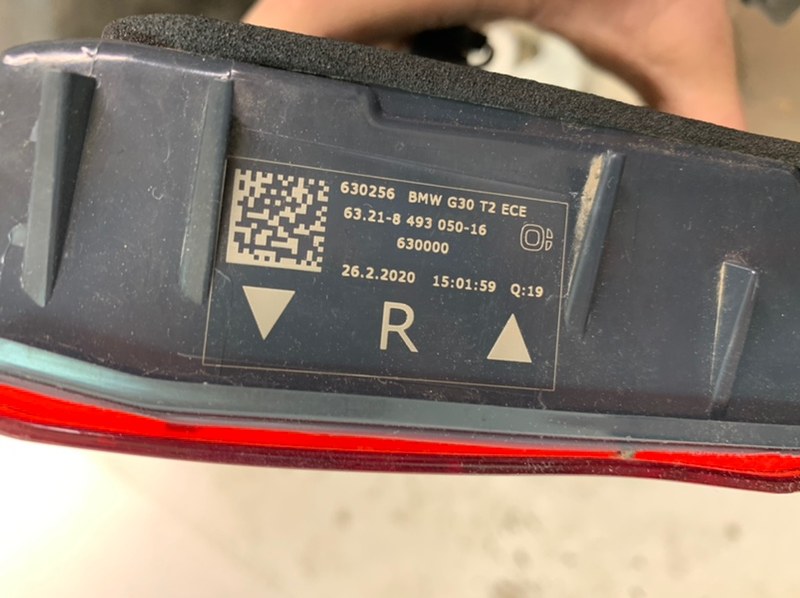 630256 BMW G30 T2 ECE
63.21-8 493 050-16
630000
26.2.2020 15:01:59 Q:19
R